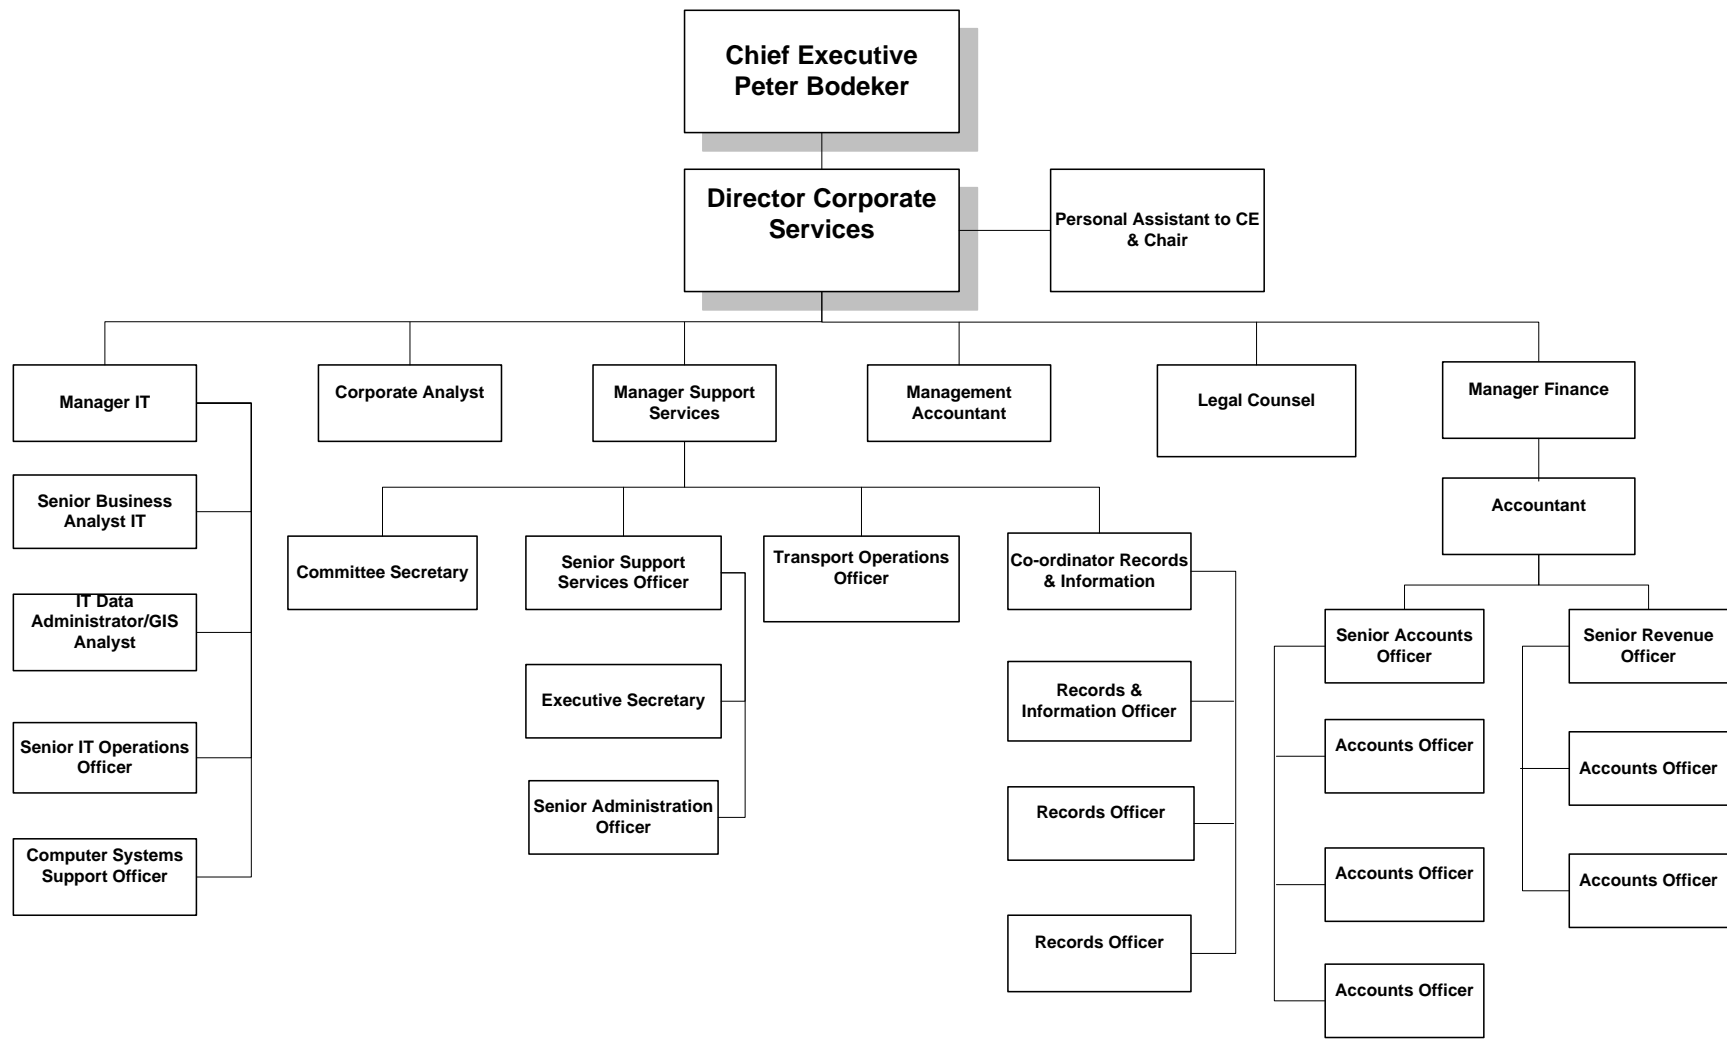 Chief Executive
Peter Bodeker
Director Corporate
Services
Personal Assistant to CE
& Chair
Manager IT
Corporate Analyst
Manager Support
Services
Management
Accountant
Legal Counsel
Manager Finance
Senior Business
Analyst IT
Accountant
Committee Secretary
Senior Support
Services Officer
Transport Operations
Officer
Co-ordinator Records
& Information
IT Data
Administrator/GIS
Analyst
Senior Accounts
Officer
Senior Revenue
Officer
Executive Secretary
Records &
Information Officer
Senior IT Operations
Officer
Accounts Officer
Accounts Officer
Senior Administration
Officer
Records Officer
Computer Systems
Support Officer
Accounts Officer
Accounts Officer
Records Officer
Accounts Officer